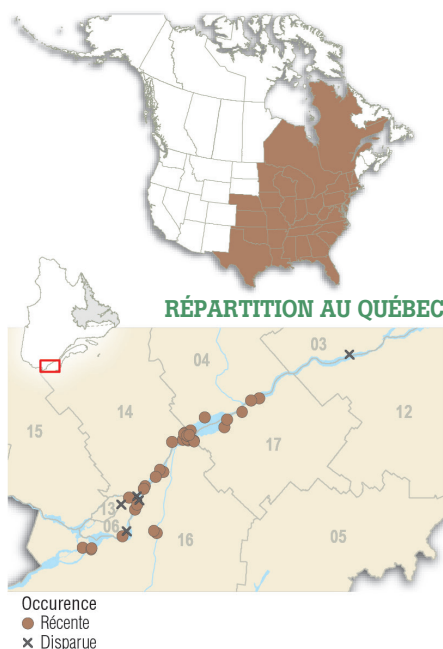 RÉPARTITION AU QUÉBEC
03
04
12
14
15
17
13
06
16
05
Occurence
Récente
Disparue